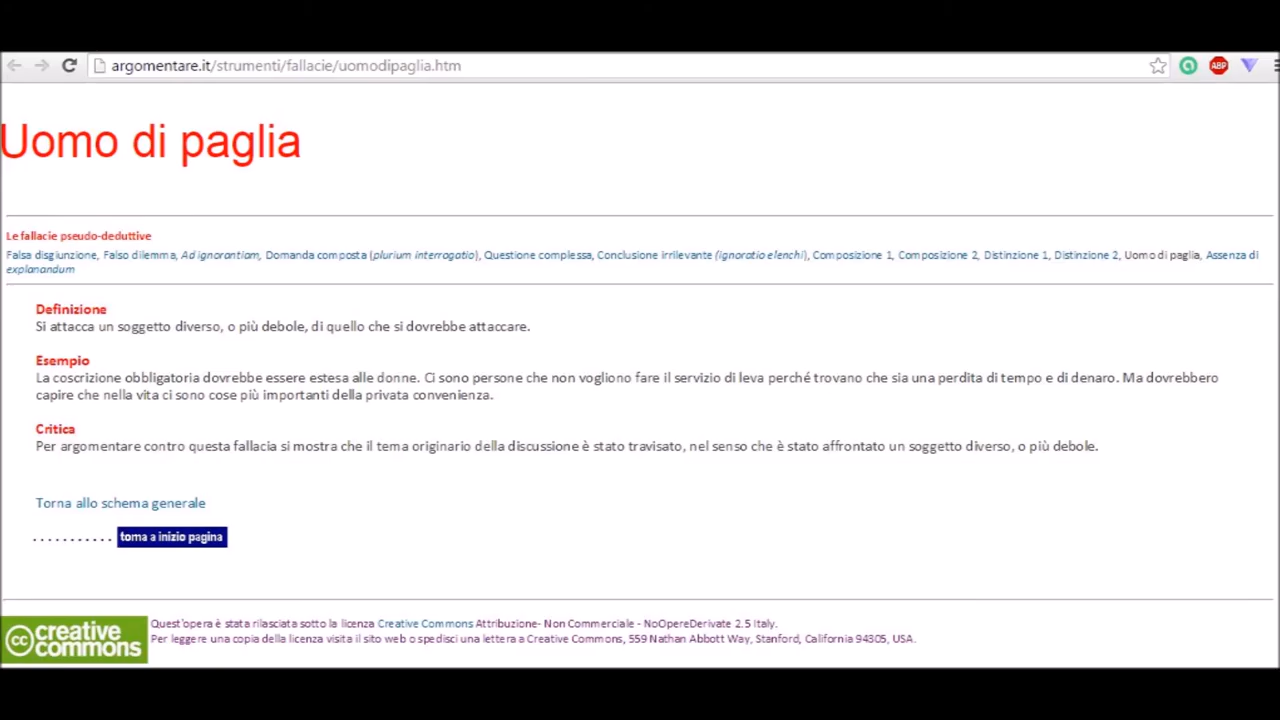 argomentare.it/strumenti/fallacie/uomodipaglia.htm
ABP
Uomo di paglia
Le fallacie pseudo-deduttive
Falsa disgiunzione, Falso dilemma, Ad ignorantiam, Domanda composta (plurium interrogatio), Questione complessa, Conclusione irrilevante (ignoratio elenchi), Composizione 1, Composizione 2, Distinzione 1, Distinzione 2, Uomo di paglia, Assenza di
explanandum
Definizione
Si attacca un soggetto diverso, o più debole, di quello che si dovrebbe attaccare.
Esempio
La coscrizione obbligatoria dovrebbe essere estesa alle donne. Ci sono persone che non vogliono fare il servizio di leva perché trovano che sia una perdita di tempo e di denaro. Ma dovrebbero
capire che nella vita ci sono cose più importanti della privata convenienza.
Critica
Per argomentare contro questa fallacia si mostra che il tema originario della discussione è stato travisato, nel senso che è stato affrontato un soggetto diverso, o più debole.
Torna allo schema generale
. . . . . . . . . . . torna a inizio pagina
cc creative
commons
Quest'opera è stata rilasciata sotto la licenza Creative Commons Attribuzione- Non Commerciale - NoOpereDerivate 2.5 Italy.
Per leggere una copia della licenza visita il sito web o spedisci una lettera a Creative Commons, 559 Nathan Abbott Way, Stanford, California 94305, USA.